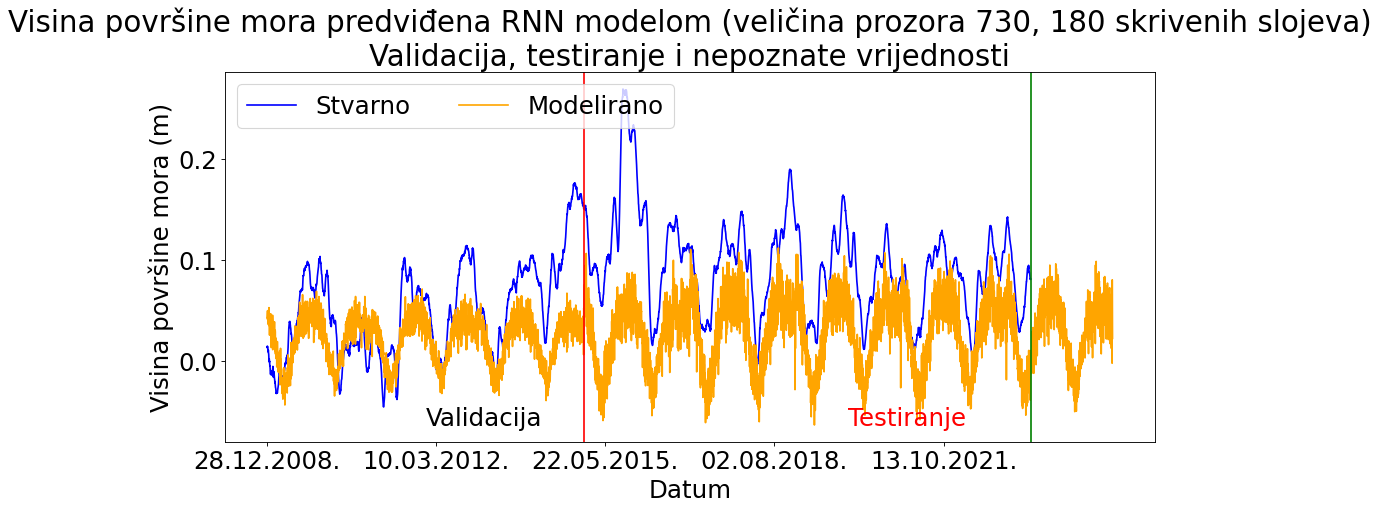 Visina površine mora predviđena RNN modelom (veličina prozora 730, 180 skrivenih slojeva)
Validacija, testiranje i nepoznate vrijednosti
Stvarno
Modelirano
Visina površine mora (m)
0.2
0.1
0.0
Validacija
Testiranje
28.12.2008.
10.03.2012.
22.05.2015.
02.08.2018.
13.10.2021.
Datum